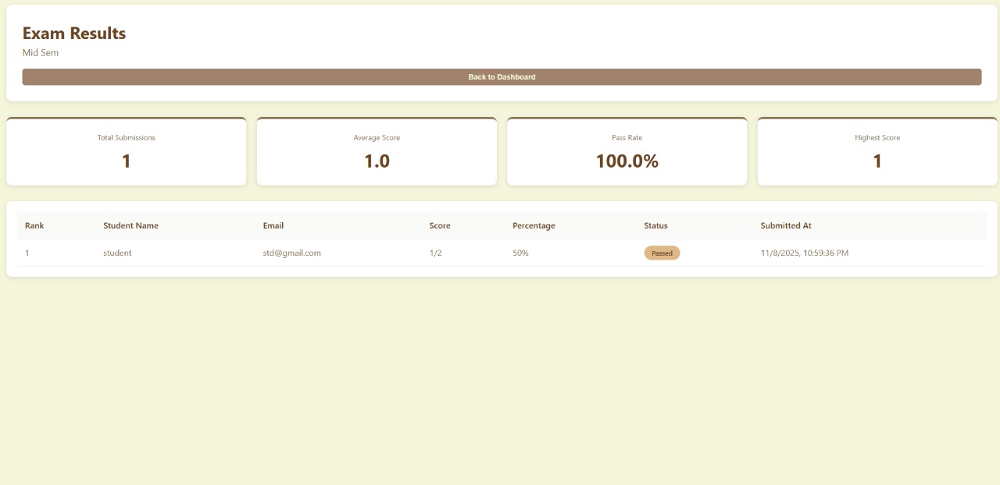 Exam Results
Mid Sem
Back to Dashboard
Total Submissions
1
Average Score
1.0
Pass Rate
100.0%
Highest Score
1
Rank Student Name Email Score Percentage Status Submitted At
1 student std@gmail.com 1/2 50% Passed 11/8/2025, 10:59:36 PM